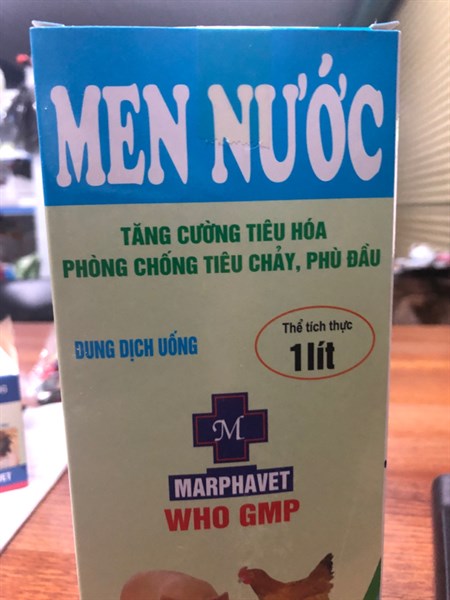 MEN NƯỚC
TĂNG CƯỜNG TIÊU HÓA
PHÒNG CHỐNG TIÊU CHẢY, PHÙ ĐẦU
DUNG DỊCH UỐNG
Thể tích thực
1 lít
M
MARPHAVET
WHO GMP